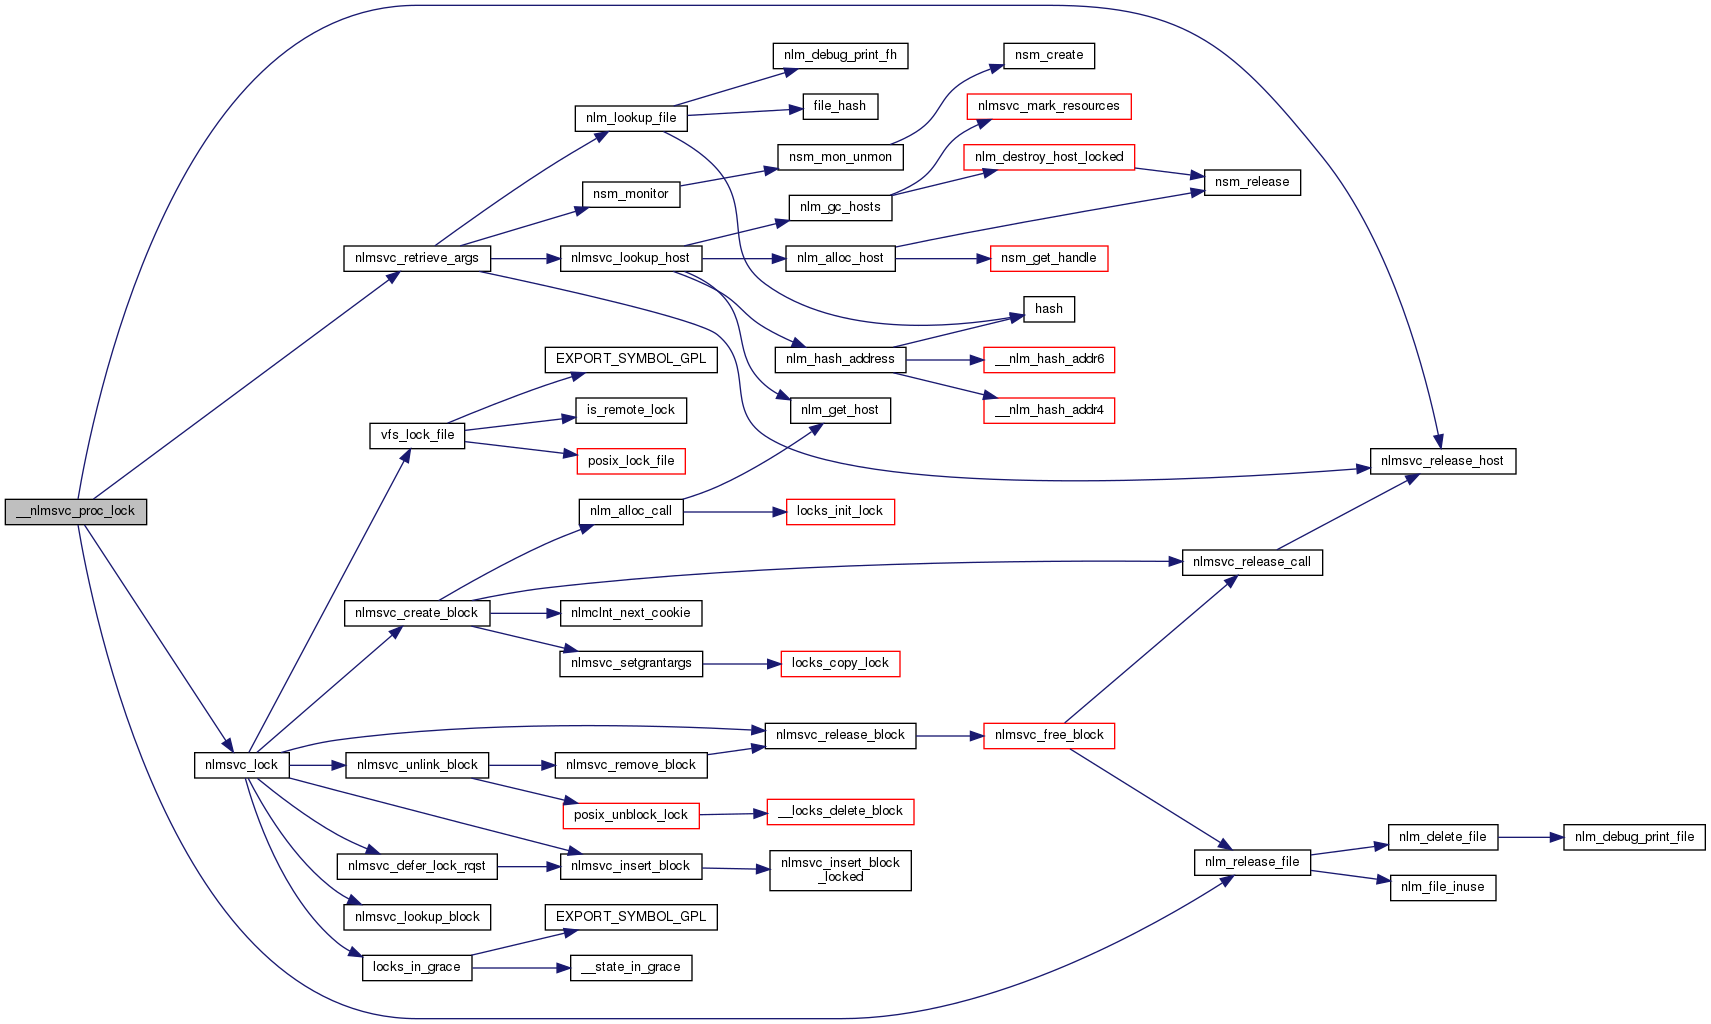 nlm_debug_print_fh
nsm_create
file_hash
nlmsvc_mark_resources
nlm_lookup_file
nsm_mon_unmon
nlm_destroy_host_locked
nsm_release
nsm_monitor
nlm_gc_hosts
nlmsvc_retrieve_args
nlmsvc_lookup_host
nlm_alloc_host
nsm_get_handle
hash
EXPORT_SYMBOL_GPL
nlm_hash_address
__nlm_hash_addr6
is_remote_lock
nlm_get_host
__nlm_hash_addr4
vfs_lock_file
posix_lock_file
nlmsvc_release_host
__nlmsvc_proc_lock
nlm_alloc_call
locks_init_lock
nlmsvc_release_call
nlmsvc_create_block
nlmclnt_next_cookie
nlmsvc_setgrantargs
locks_copy_lock
nlmsvc_release_block
nlmsvc_free_block
nlmsvc_lock
nlmsvc_unlink_block
nlmsvc_remove_block
posix_unblock_lock
__locks_delete_block
nlm_delete_file
nlm_debug_print_file
nlmsvc_defer_lock_rqst
nlmsvc_insert_block
nlmsvc_insert_block
_locked
nlm_release_file
nlm_file_inuse
nlmsvc_lookup_block
EXPORT_SYMBOL_GPL
locks_in_grace
__state_in_grace